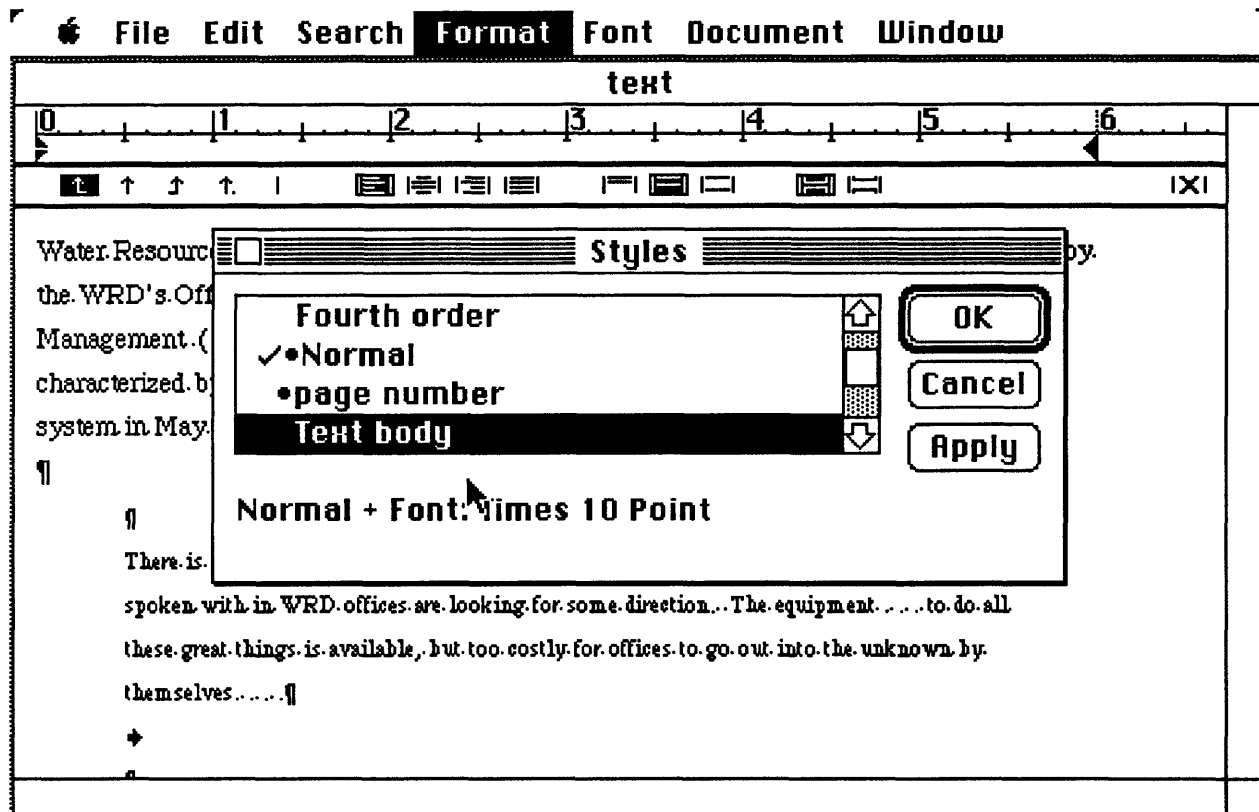 File Edit Search Format Font Document Window
text
0 1 2 3 4 5 6
Water Resourc by
Styles
the WRD's Off
Fourth order
OK
Management (
✓•Normal
characterized b
•page number
Cancel
system in May.
Text body
Apply
¶
Normal + Font: Times 10 Point
¶
There is
spoken with in WRD offices are looking for some direction.. The equipment.....to do all
these great things is available, but too costly for offices to go out into the unknown by
themselves......¶